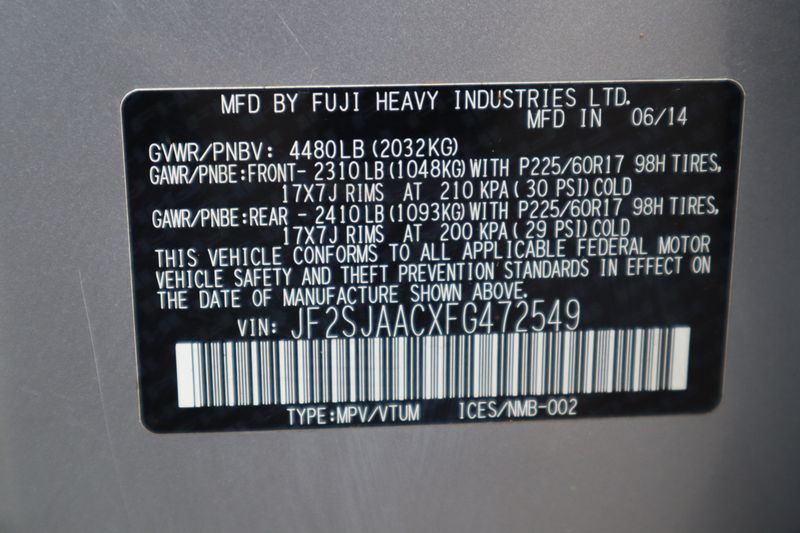 MFD BY FUJI HEAVY INDUSTRIES LTD.
MFD IN 06/14
GVWR/PNBV: 4480LB (2032KG)
GAWR/PNBE:FRONT- 2310 LB (1048KG) WITH P225/60R17 98H TIRES,
17X7J RIMS AT 210 KPA ( 30 PSI) COLD
GAWR/PNBE:REAR - 2410 LB (1093KG) WITH P225/60R17 98H TIRES,
17X7J RIMS AT 200 KPA ( 29 PSI) COLD
THIS VEHICLE CONFORMS TO ALL APPLICABLE FEDERAL MOTOR
VEHICLE SAFETY AND THEFT PREVENTION STANDARDS IN EFFECT ON
THE DATE OF MANUFACTURE SHOWN ABOVE.
VIN: JF2SJAACXFG472549
TYPE:MPV/VTUM ICES/NMB-002